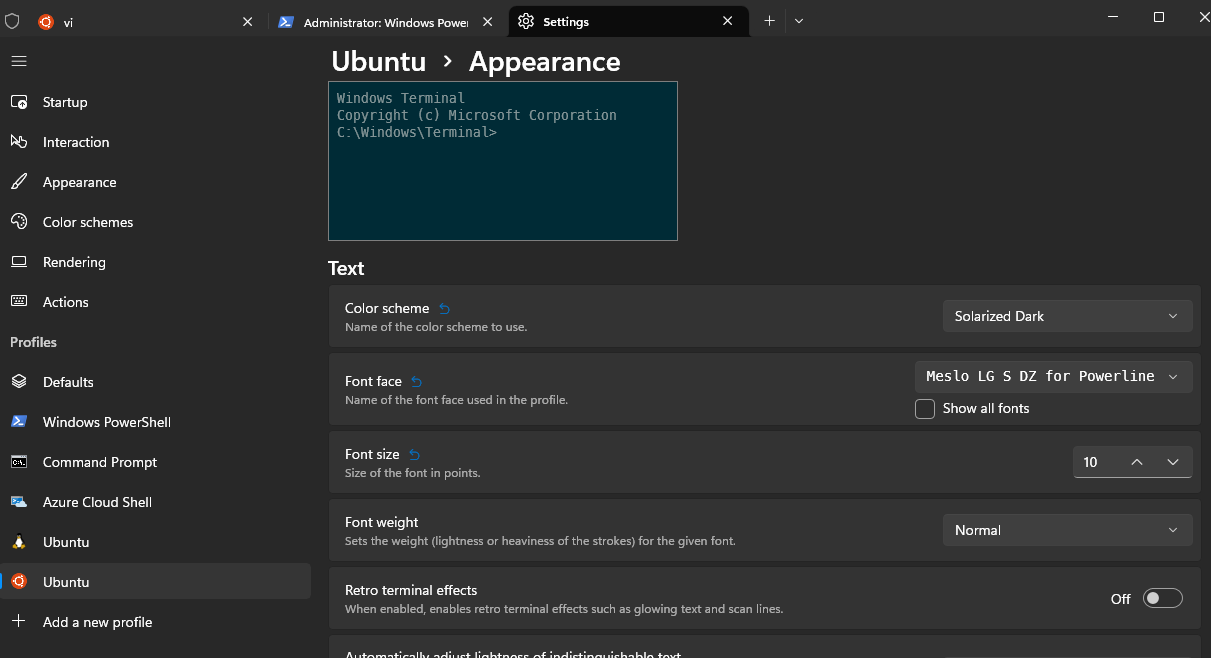 vi
Administrator: Windows Power
Settings
Ubuntu > Appearance
Startup
Interaction
Appearance
Color schemes
Rendering
Actions
Profiles
Defaults
Windows PowerShell
Command Prompt
Azure Cloud Shell
Ubuntu
Ubuntu
Add a new profile
Windows Terminal
Copyright (c) Microsoft Corporation
C:\Windows\Terminal>
Text
Color scheme
Name of the color scheme to use.
Solarized Dark
Font face
Name of the font face used in the profile.
Meslo LG S DZ for Powerline
Show all fonts
Font size
Size of the font in points.
10
Font weight
Sets the weight (lightness or heaviness of the strokes) for the given font.
Normal
Retro terminal effects
When enabled, enables retro terminal effects such as glowing text and scan lines.
Off
Automatically adjust lightness of indistinguishable text